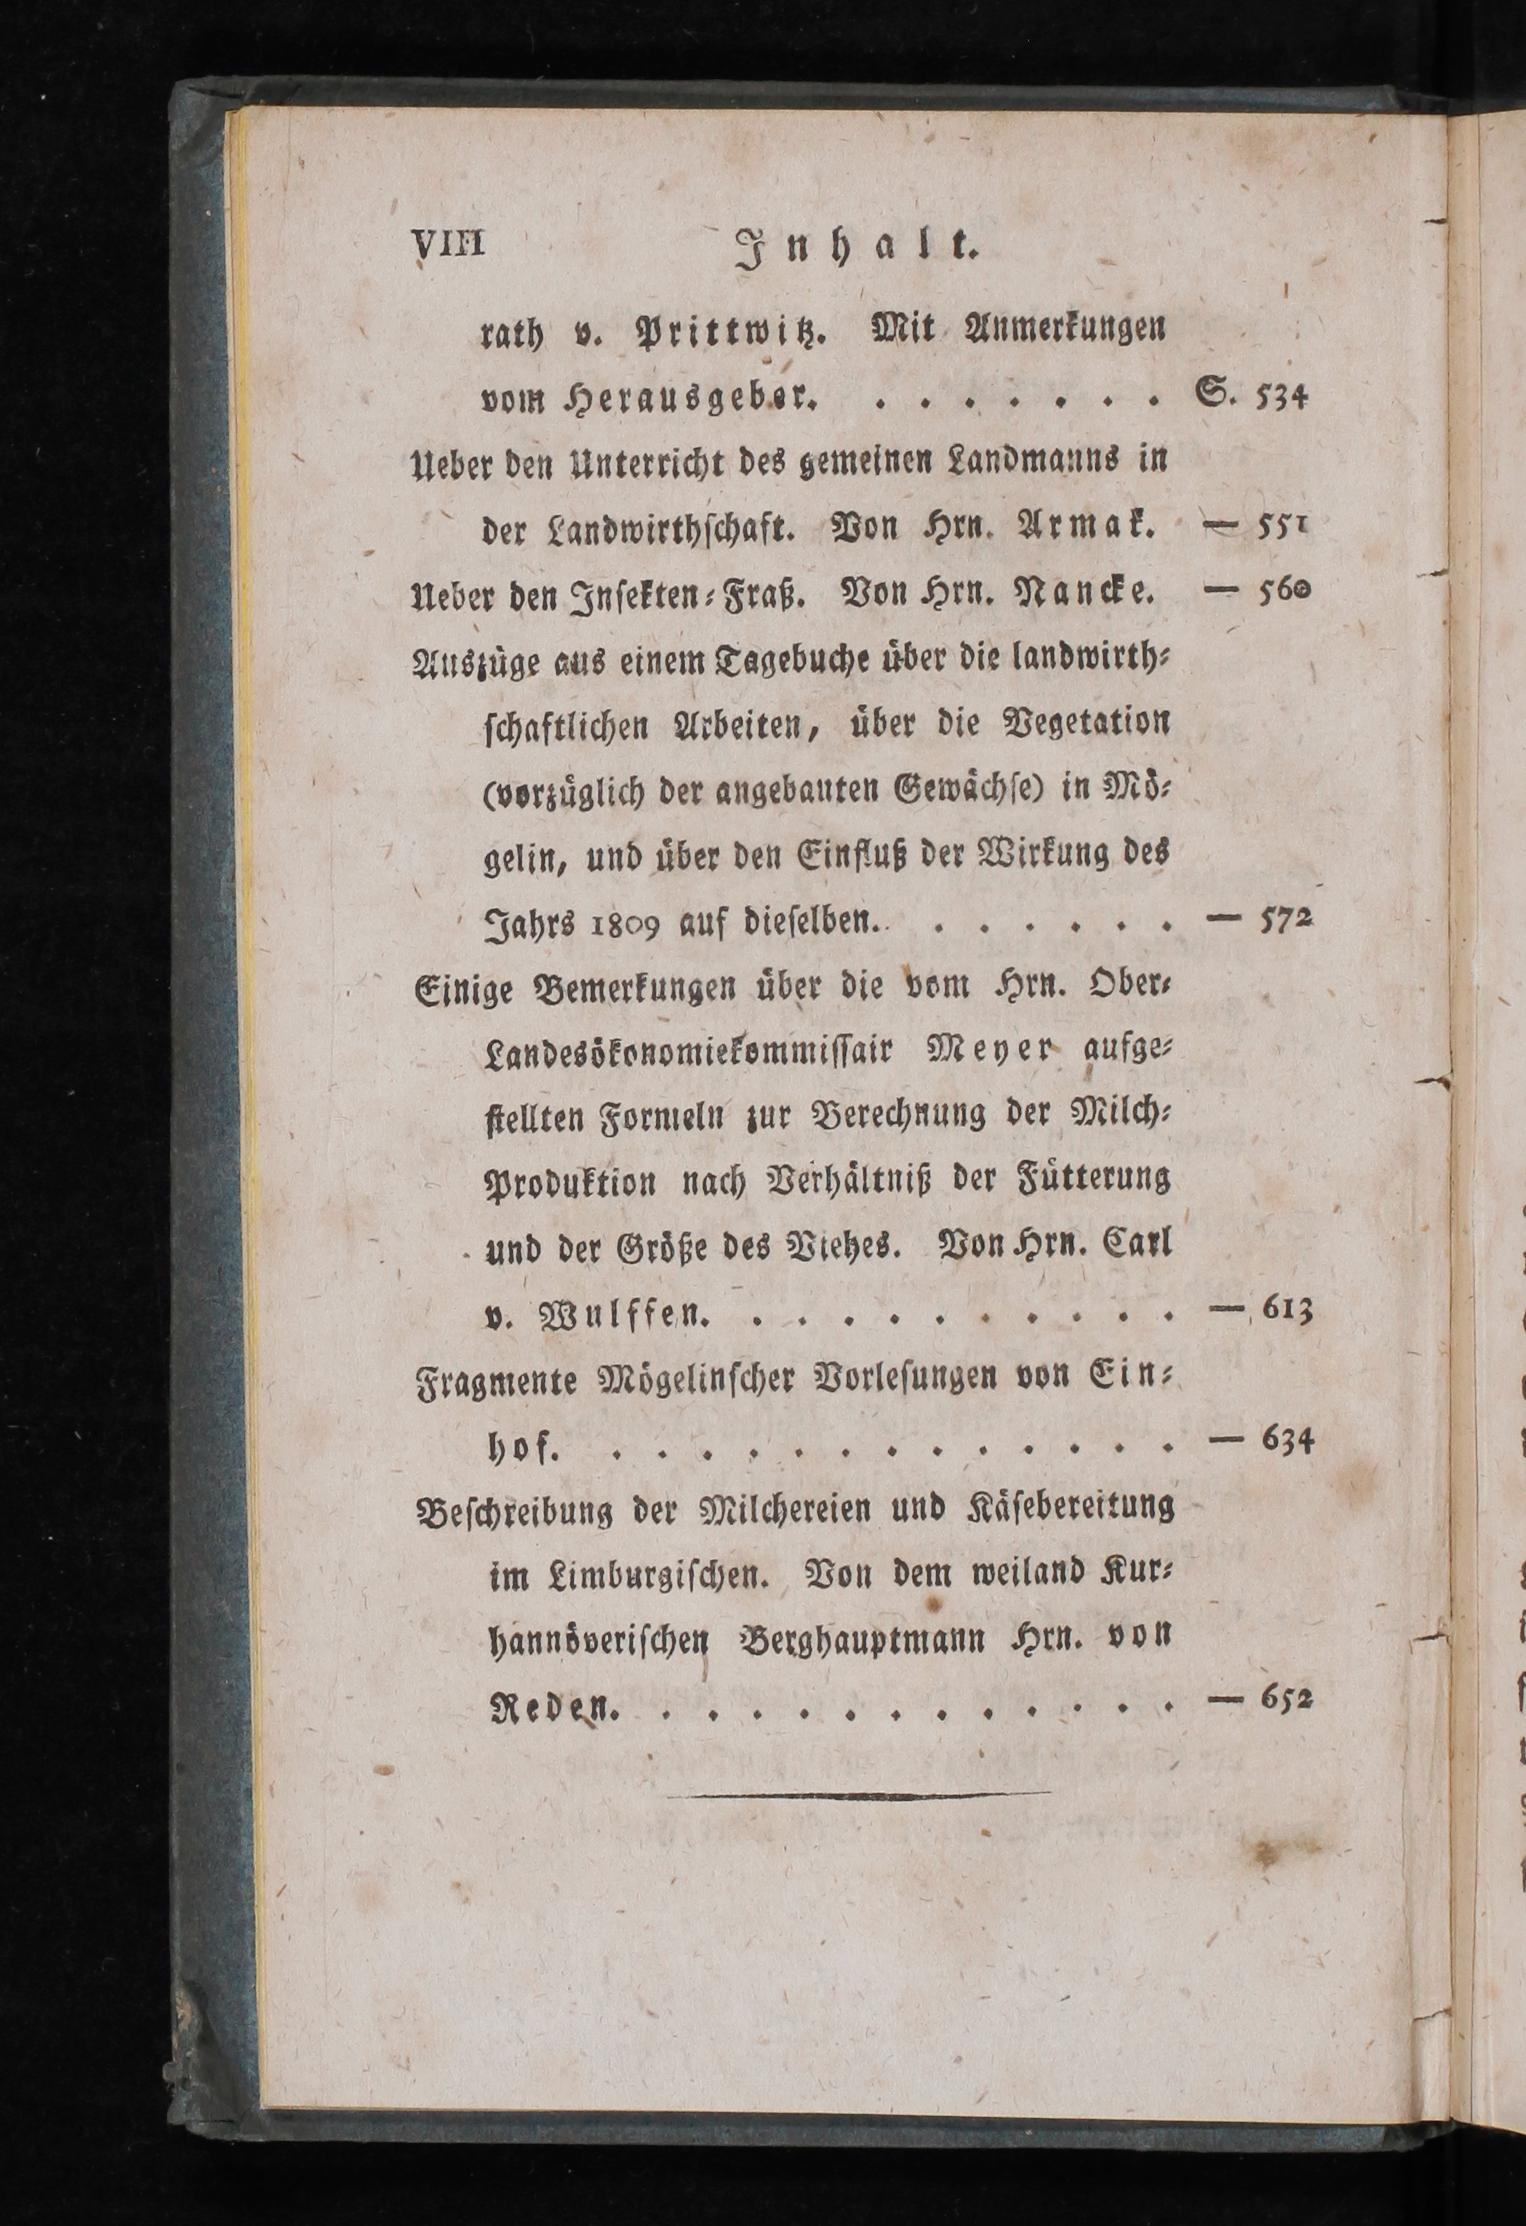 VIII Inhalt.
rath v. Prittwitz. Mit Anmerkungen
vom Herausgeber. . . . . . . . S. 534
Ueber den Unterricht des gemeinen Landmanns in
der Landwirthſchaft. Von Hrn. Armak. — 551
Ueber den Inſekten-Fraß. Von Hrn. Nancke. — 560
Auszüge aus einem Tagebuche über die landwirth-
ſchaftlichen Arbeiten, über die Vegetation
(vorzüglich der angebauten Gewächſe) in Mö-
gelin, und über den Einfluß der Wirkung des
Jahrs 1809 auf dieſelben. . . . . . . — 572
Einige Bemerkungen über die vom Hrn. Ober-
Landesökonomiekommiſſair Meyer aufge-
ſtellten Formeln zur Berechnung der Milch-
Produktion nach Verhältniß der Fütterung
und der Größe des Viehes. Von Hrn. Carl
v. Wulffen. . . . . . . . . . . — 613
Fragmente Mögelinſcher Vorleſungen von Ein-
hof. . . . . . . . . . . . . . — 634
Beſchreibung der Milchereien und Käſebereitung
im Limburgiſchen. Von dem weiland Kur-
hannöveriſchen Berghauptmann Hrn. von
Reden. . . . . . . . . . . . . — 652